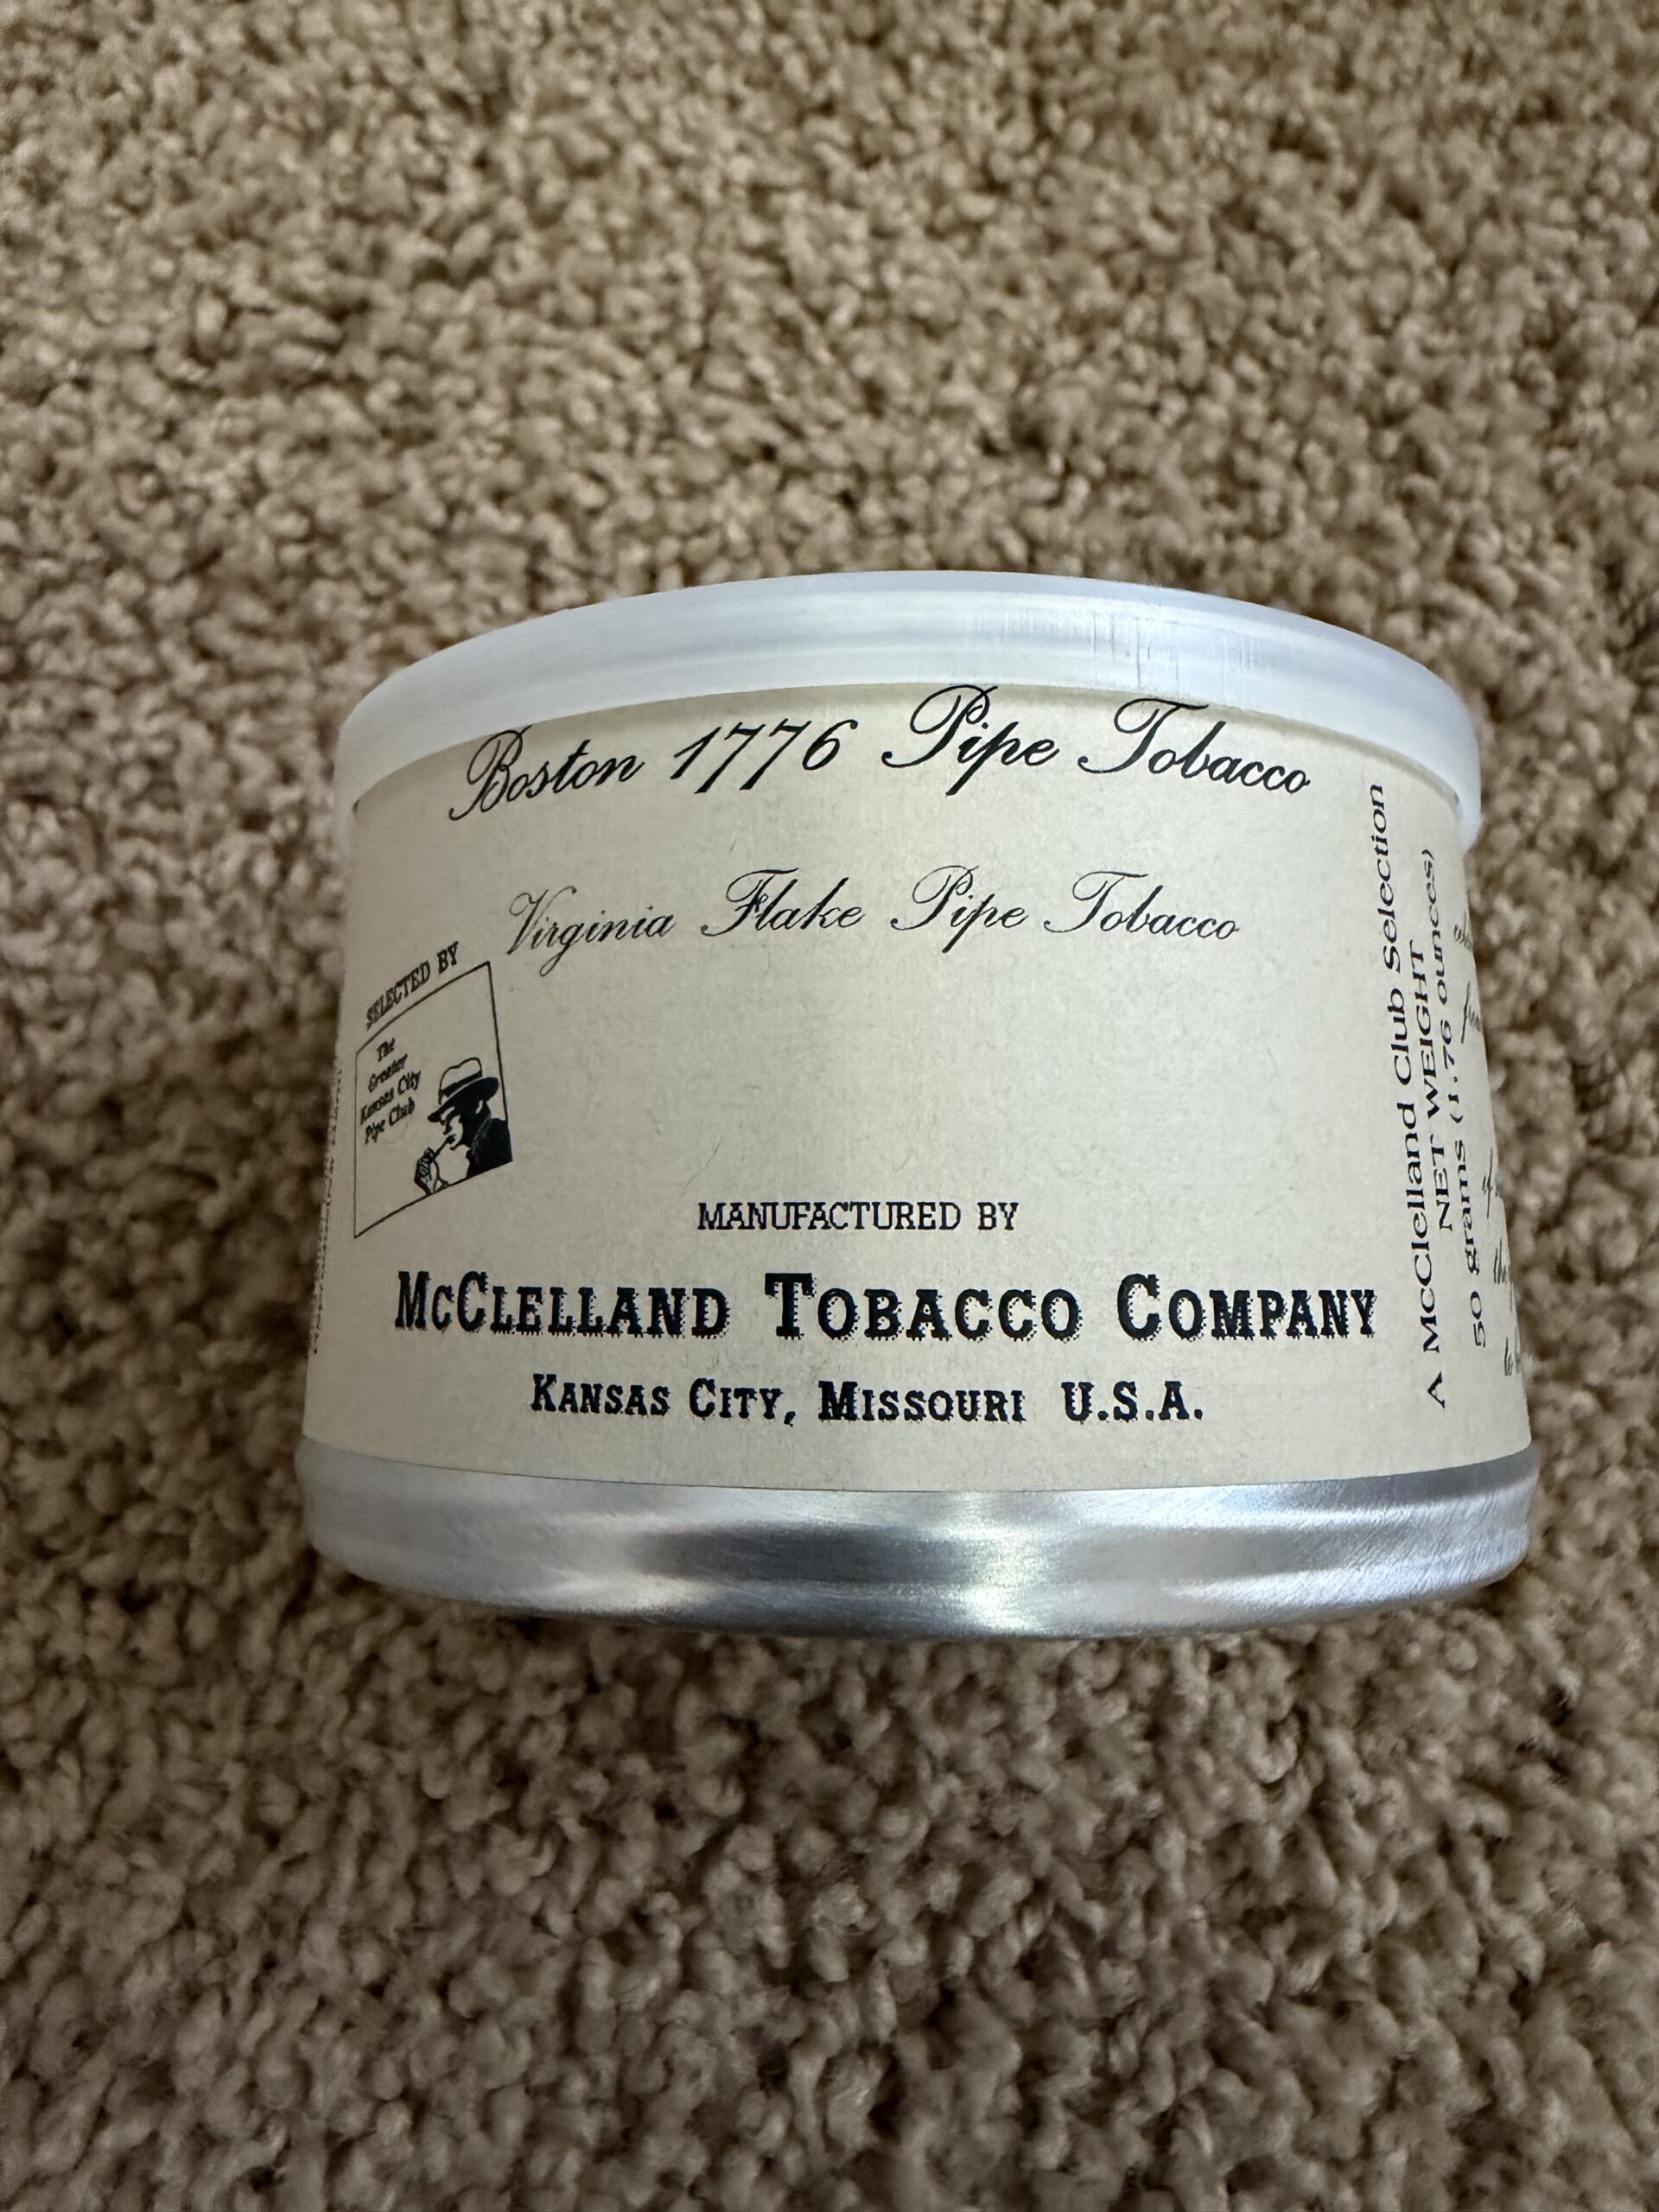 Boston 1776 Pipe Tobacco
Virginia Flake Pipe Tobacco
SELECTED BY
The
Greater
Kansas City
Pipe Club
MANUFACTURED BY
McClelland Tobacco Company
Kansas City, Missouri U.S.A.
A McClelland Club Selection
NET WEIGHT
50 grams (1.76 ounces)